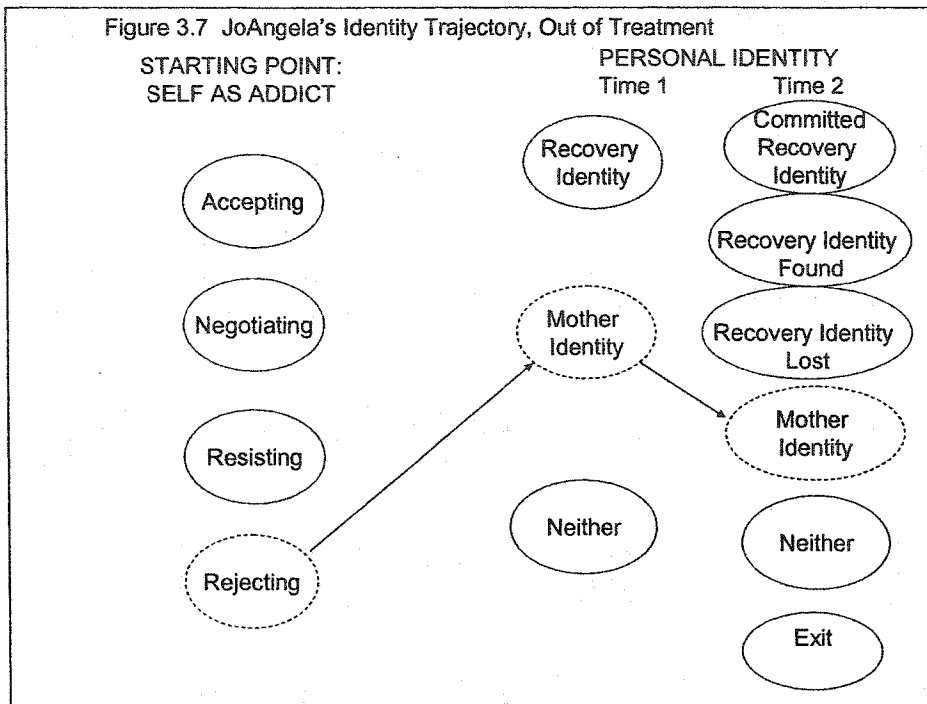 Figure 3.7 JoAngela's Identity Trajectory, Out of Treatment
STARTING POINT:
SELF AS ADDICT
PERSONAL IDENTITY
Time 1
Time 2
Accepting
Negotiating
Resisting
Rejecting
Recovery
Identity
Mother
Identity
Neither
Committed
Recovery
Identity
Recovery Identity
Found
Recovery Identity
Lost
Mother
Identity
Neither
Exit